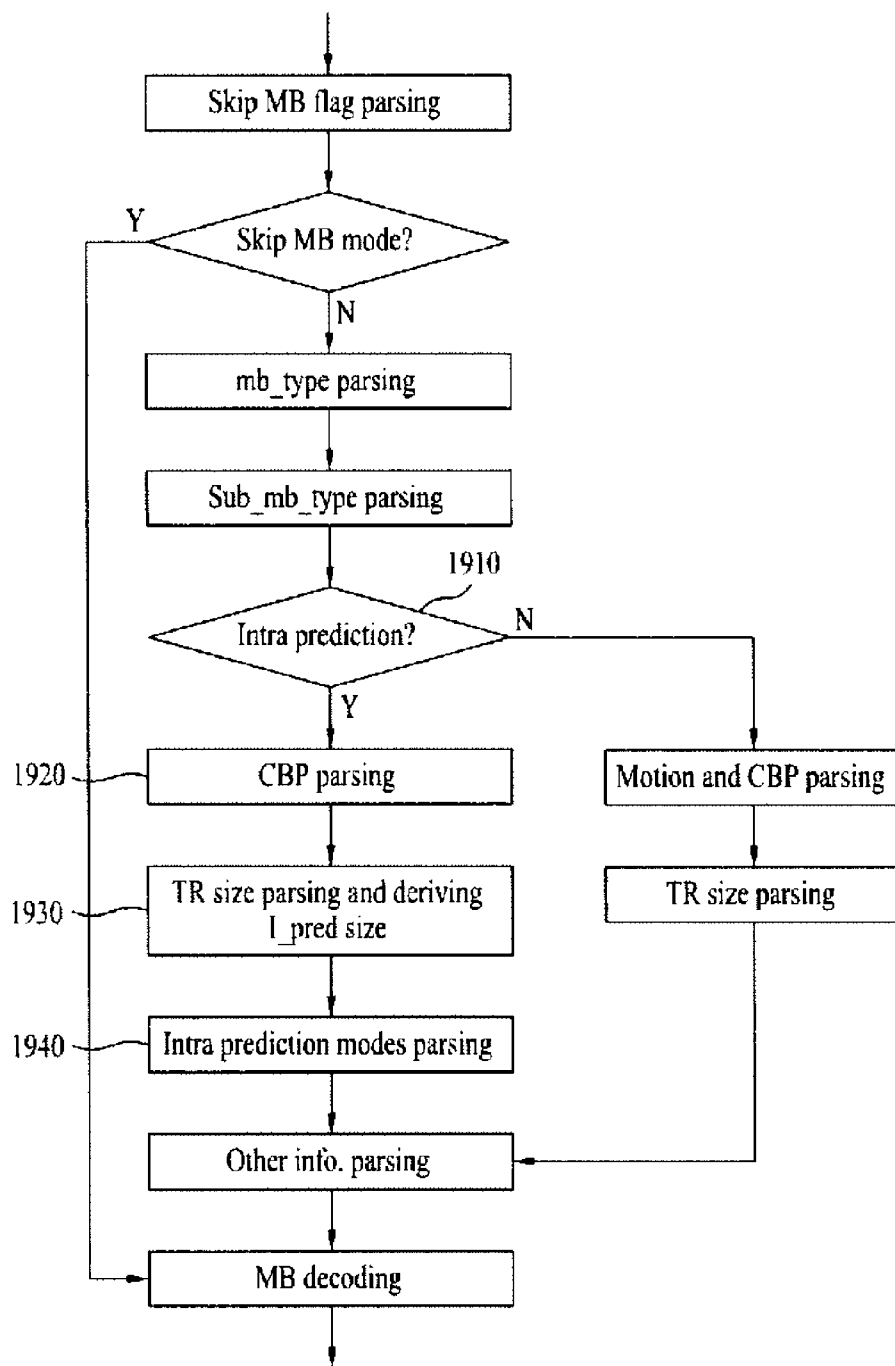 Skip MB flag parsing
Y
Skip MB mode?
N
mb_type parsing
Sub_mb_type parsing
1910
Intra prediction?
N
Y
1920
CBP parsing
Motion and CBP parsing
1930
TR size parsing and deriving
I_pred size
TR size parsing
1940
Intra prediction modes parsing
Other info. parsing
MB decoding